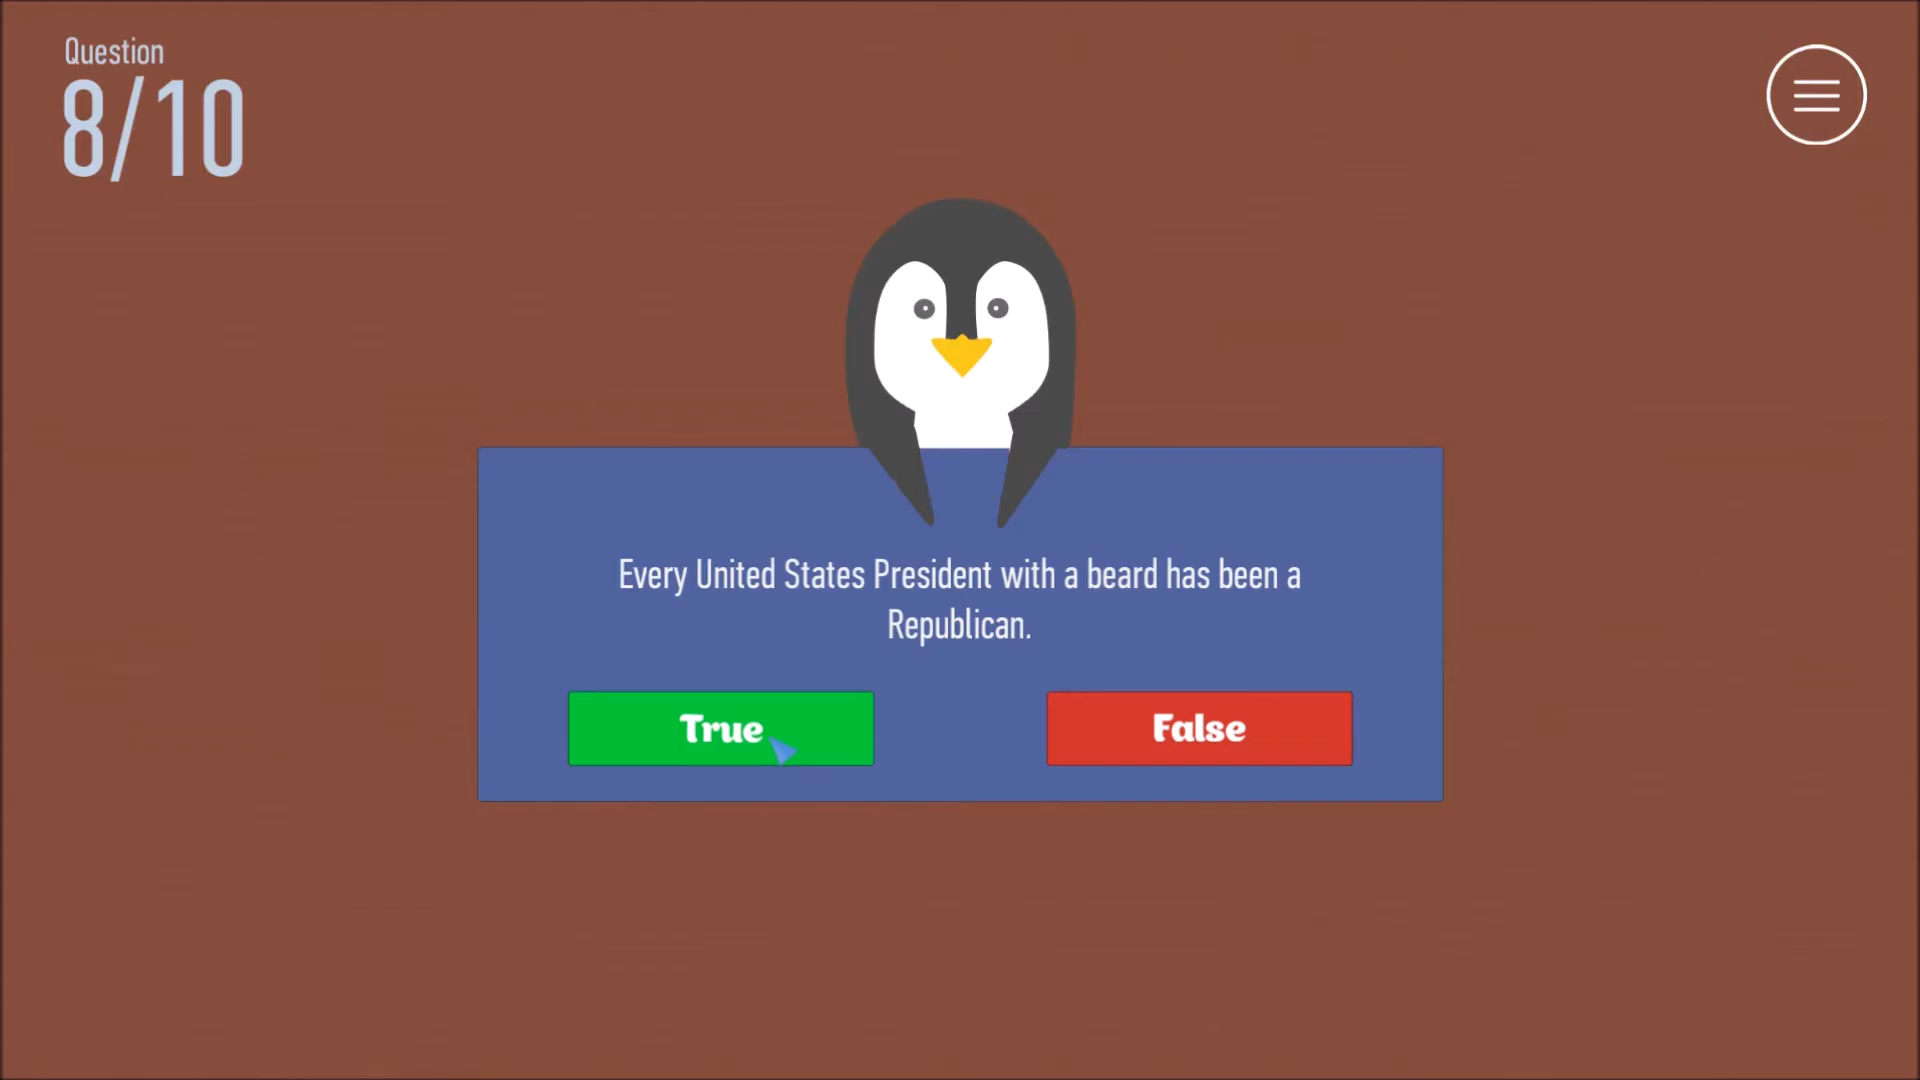 Question
8/10
Every United States President with a beard has been a
Republican.
True
False